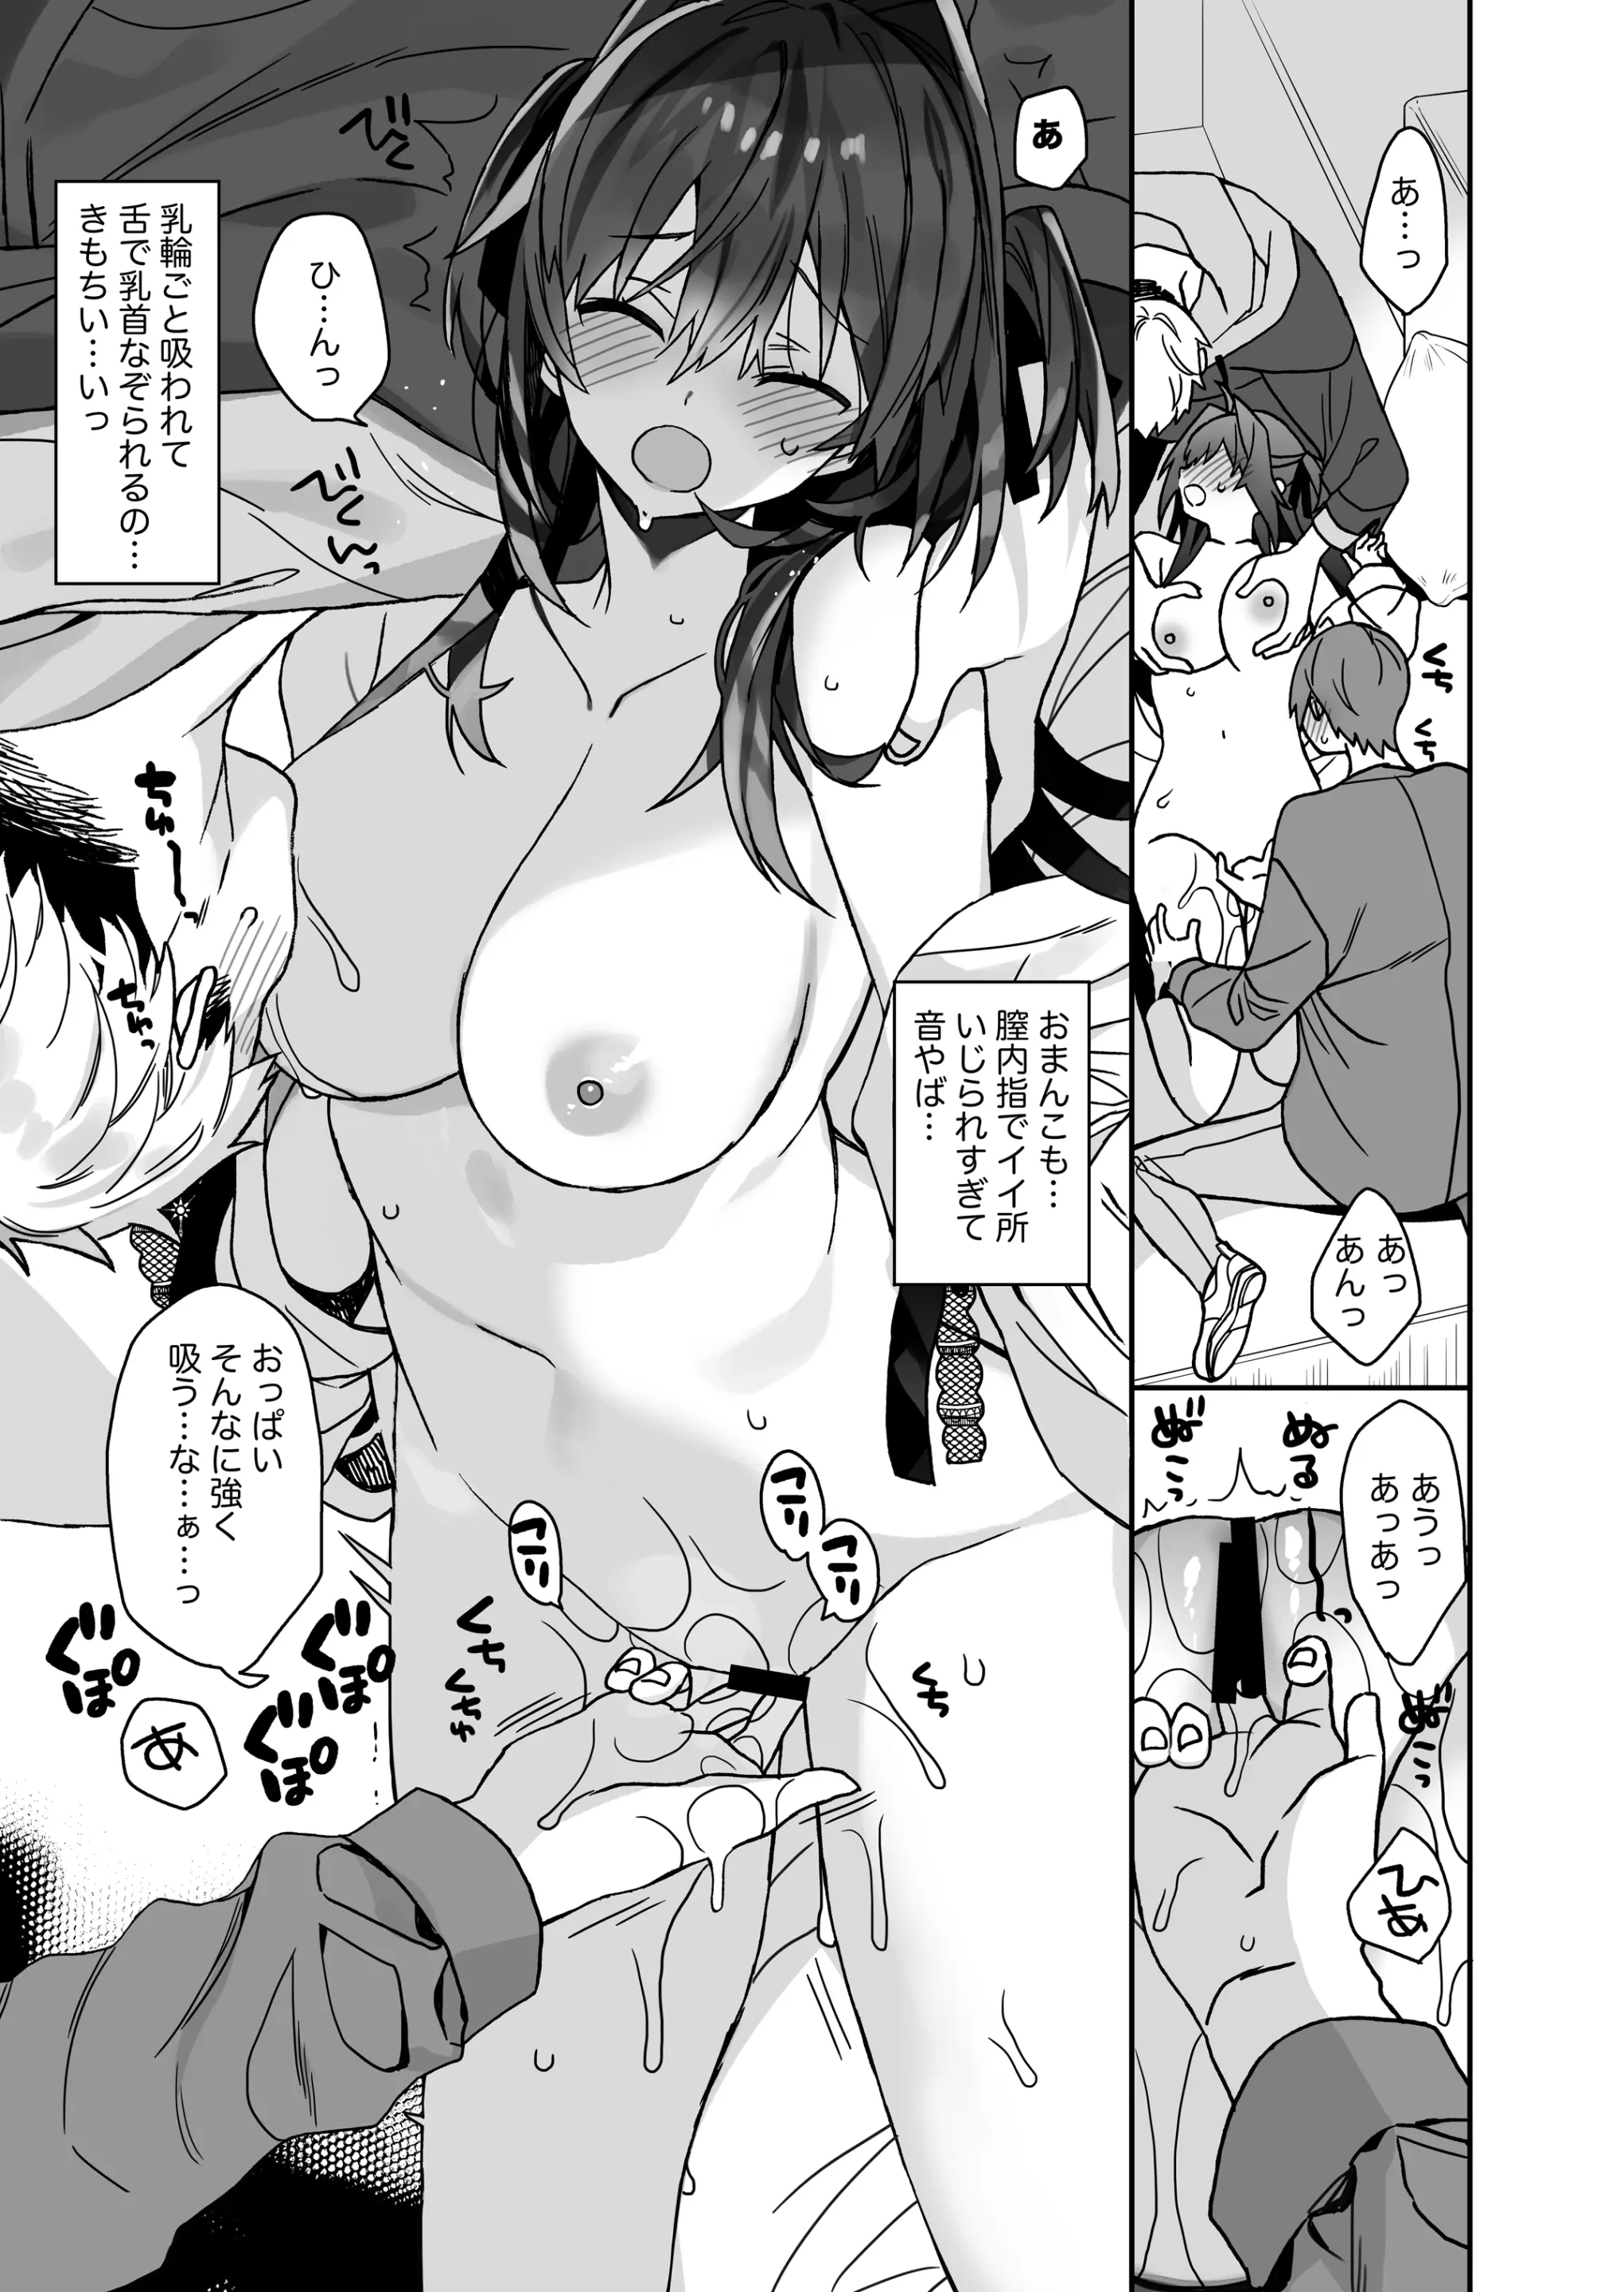 あ…っ
くち
くち
あっ
あんっ
あうっ
あっあっ
ぬる
ぬ゛こっ
ぬ゛こっ
ひあ
あ
びく
ひ…んっ
びくんっ
乳輪ごと吸われて
舌で乳首なぞられるの…
きもちい…いっ
ちゅ～っ
ちゅっ
おまんこも…
膣内指でイイ所
いじられすぎて
音やば…
おっぱい
そんなに強く
吸う…な…ぁ…っ
コリ
コリ
コリ
くち
くちゅ
くち
ぐぽ
ぐぽ
ぐぽ
あ